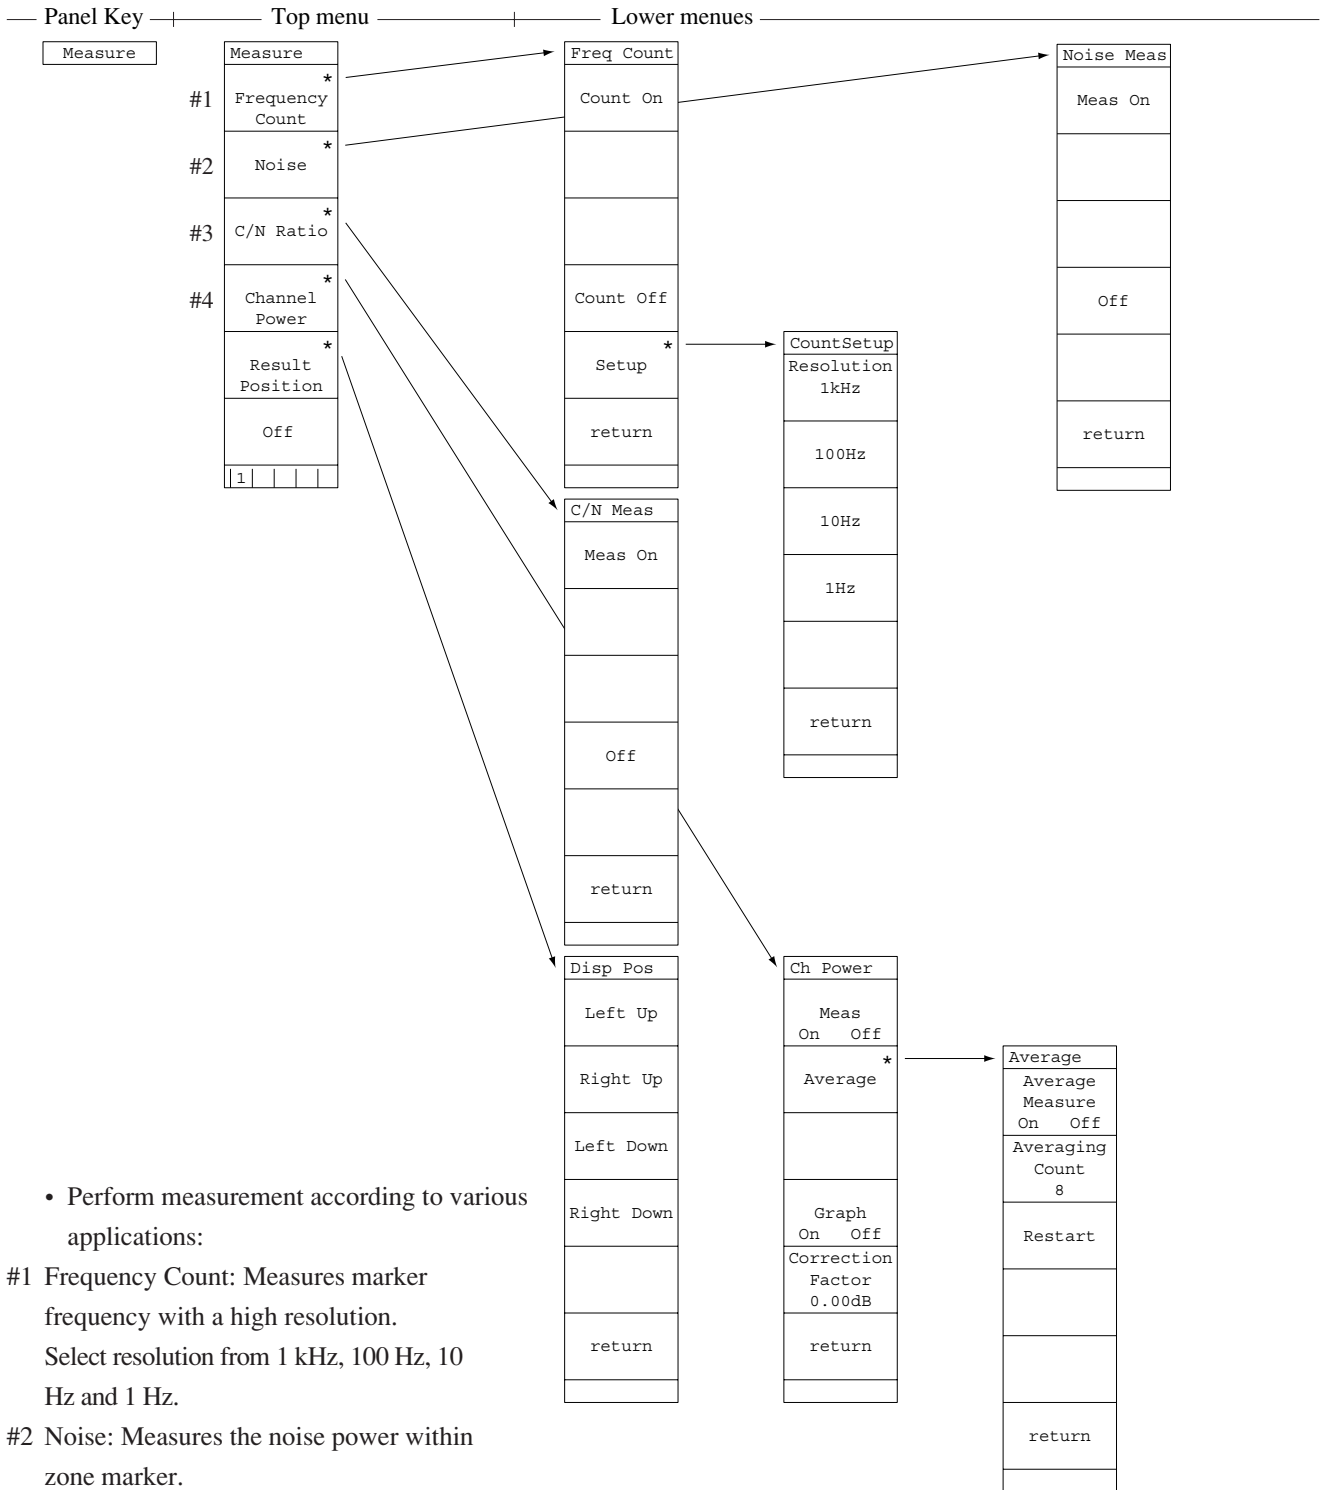 Panel Key Top menu Lower menues
Measure
Measure
*
#1 Frequency
Count
*
#2 Noise
*
#3 C/N Ratio
*
#4 Channel
Power
*
Result
Position
Off
1
Freq Count
Count On
Count Off
*
Setup
return
CountSetup
Resolution
1kHz
100Hz
10Hz
1Hz
return
Noise Meas
Meas On
Off
return
C/N Meas
Meas On
Off
return
Disp Pos
Left Up
Right Up
Left Down
Right Down
return
Ch Power
Meas
On Off
*
Average
Graph
On Off
Correction
Factor
0.00dB
return
Average
Average
Measure
On Off
Averaging
Count
8
Restart
return
• Perform measurement according to various
applications:
#1 Frequency Count: Measures marker
frequency with a high resolution.
Select resolution from 1 kHz, 100 Hz, 10
Hz and 1 Hz.
#2 Noise: Measures the noise power within
zone marker.